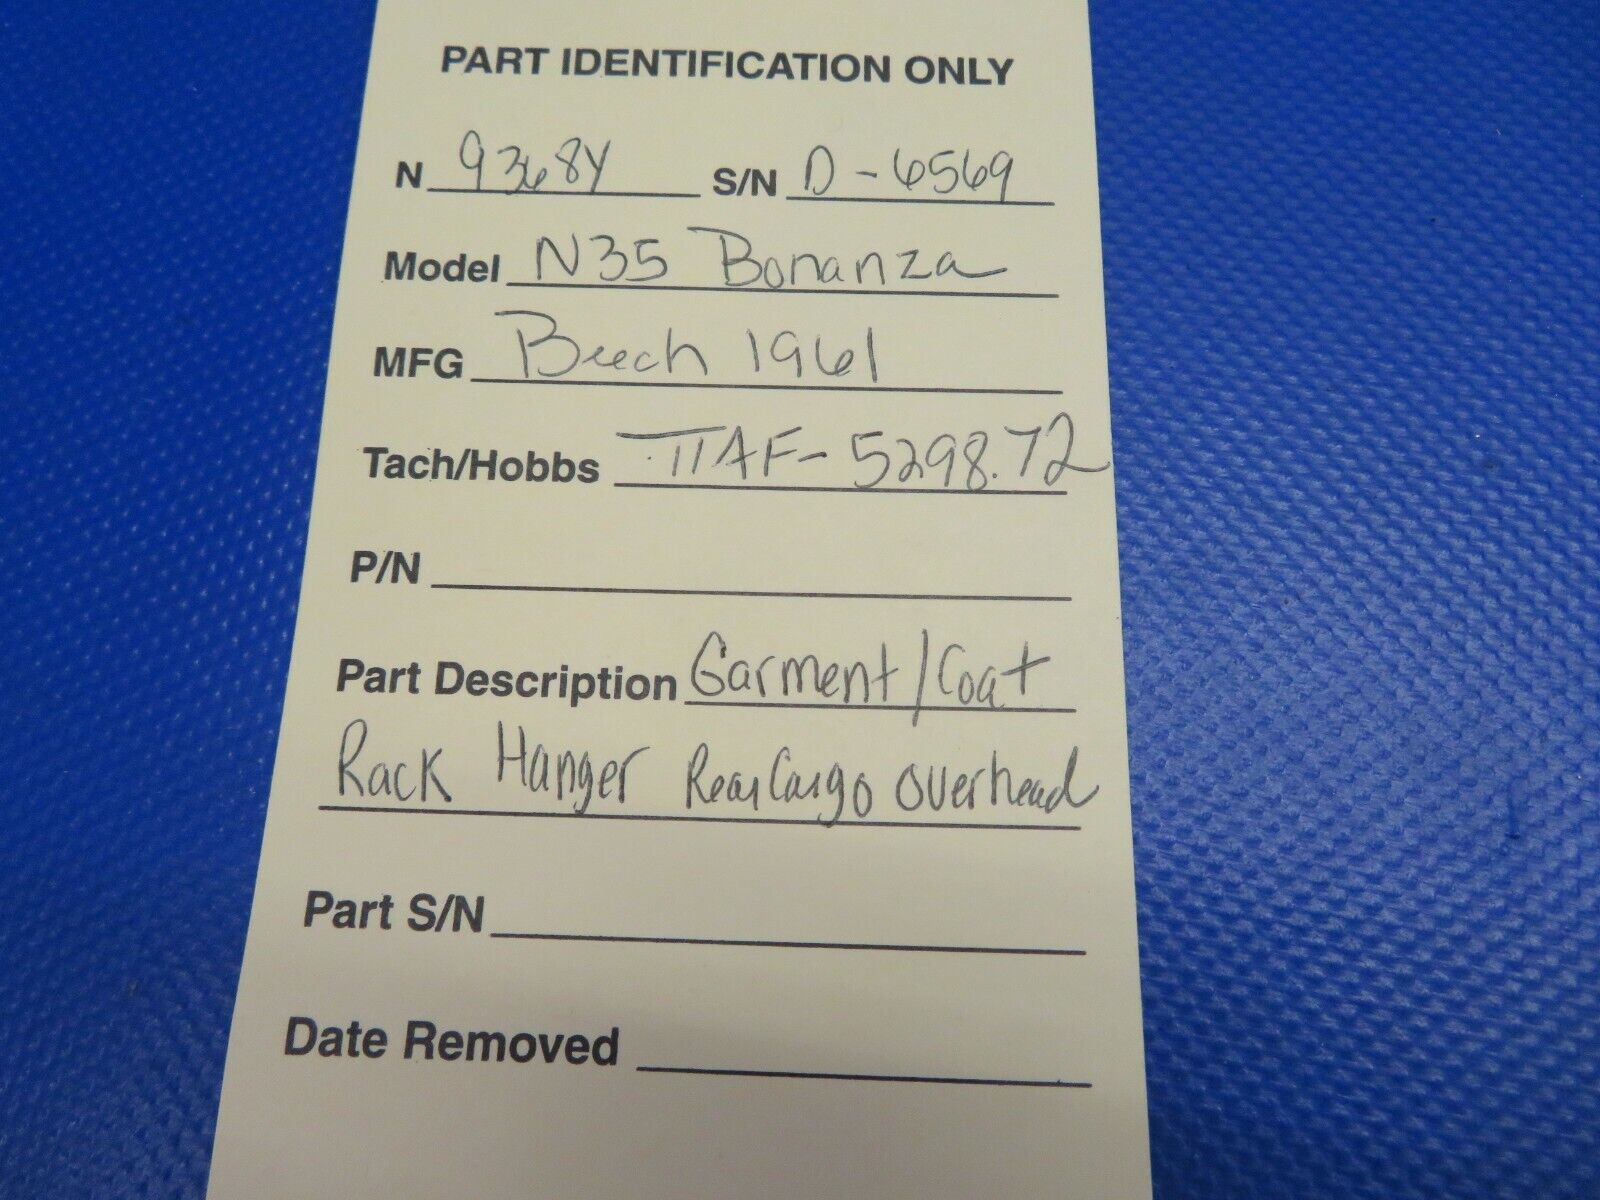 PART IDENTIFICATION ONLY
N 9368Y S/N D-6569
Model N35 Bonanza
MFG Beech 1961
Tach/Hobbs TTAF- 5298.72
P/N
Part Description Garment/Coat
Rack Hanger Rear Cargo overhead
Part S/N
Date Removed